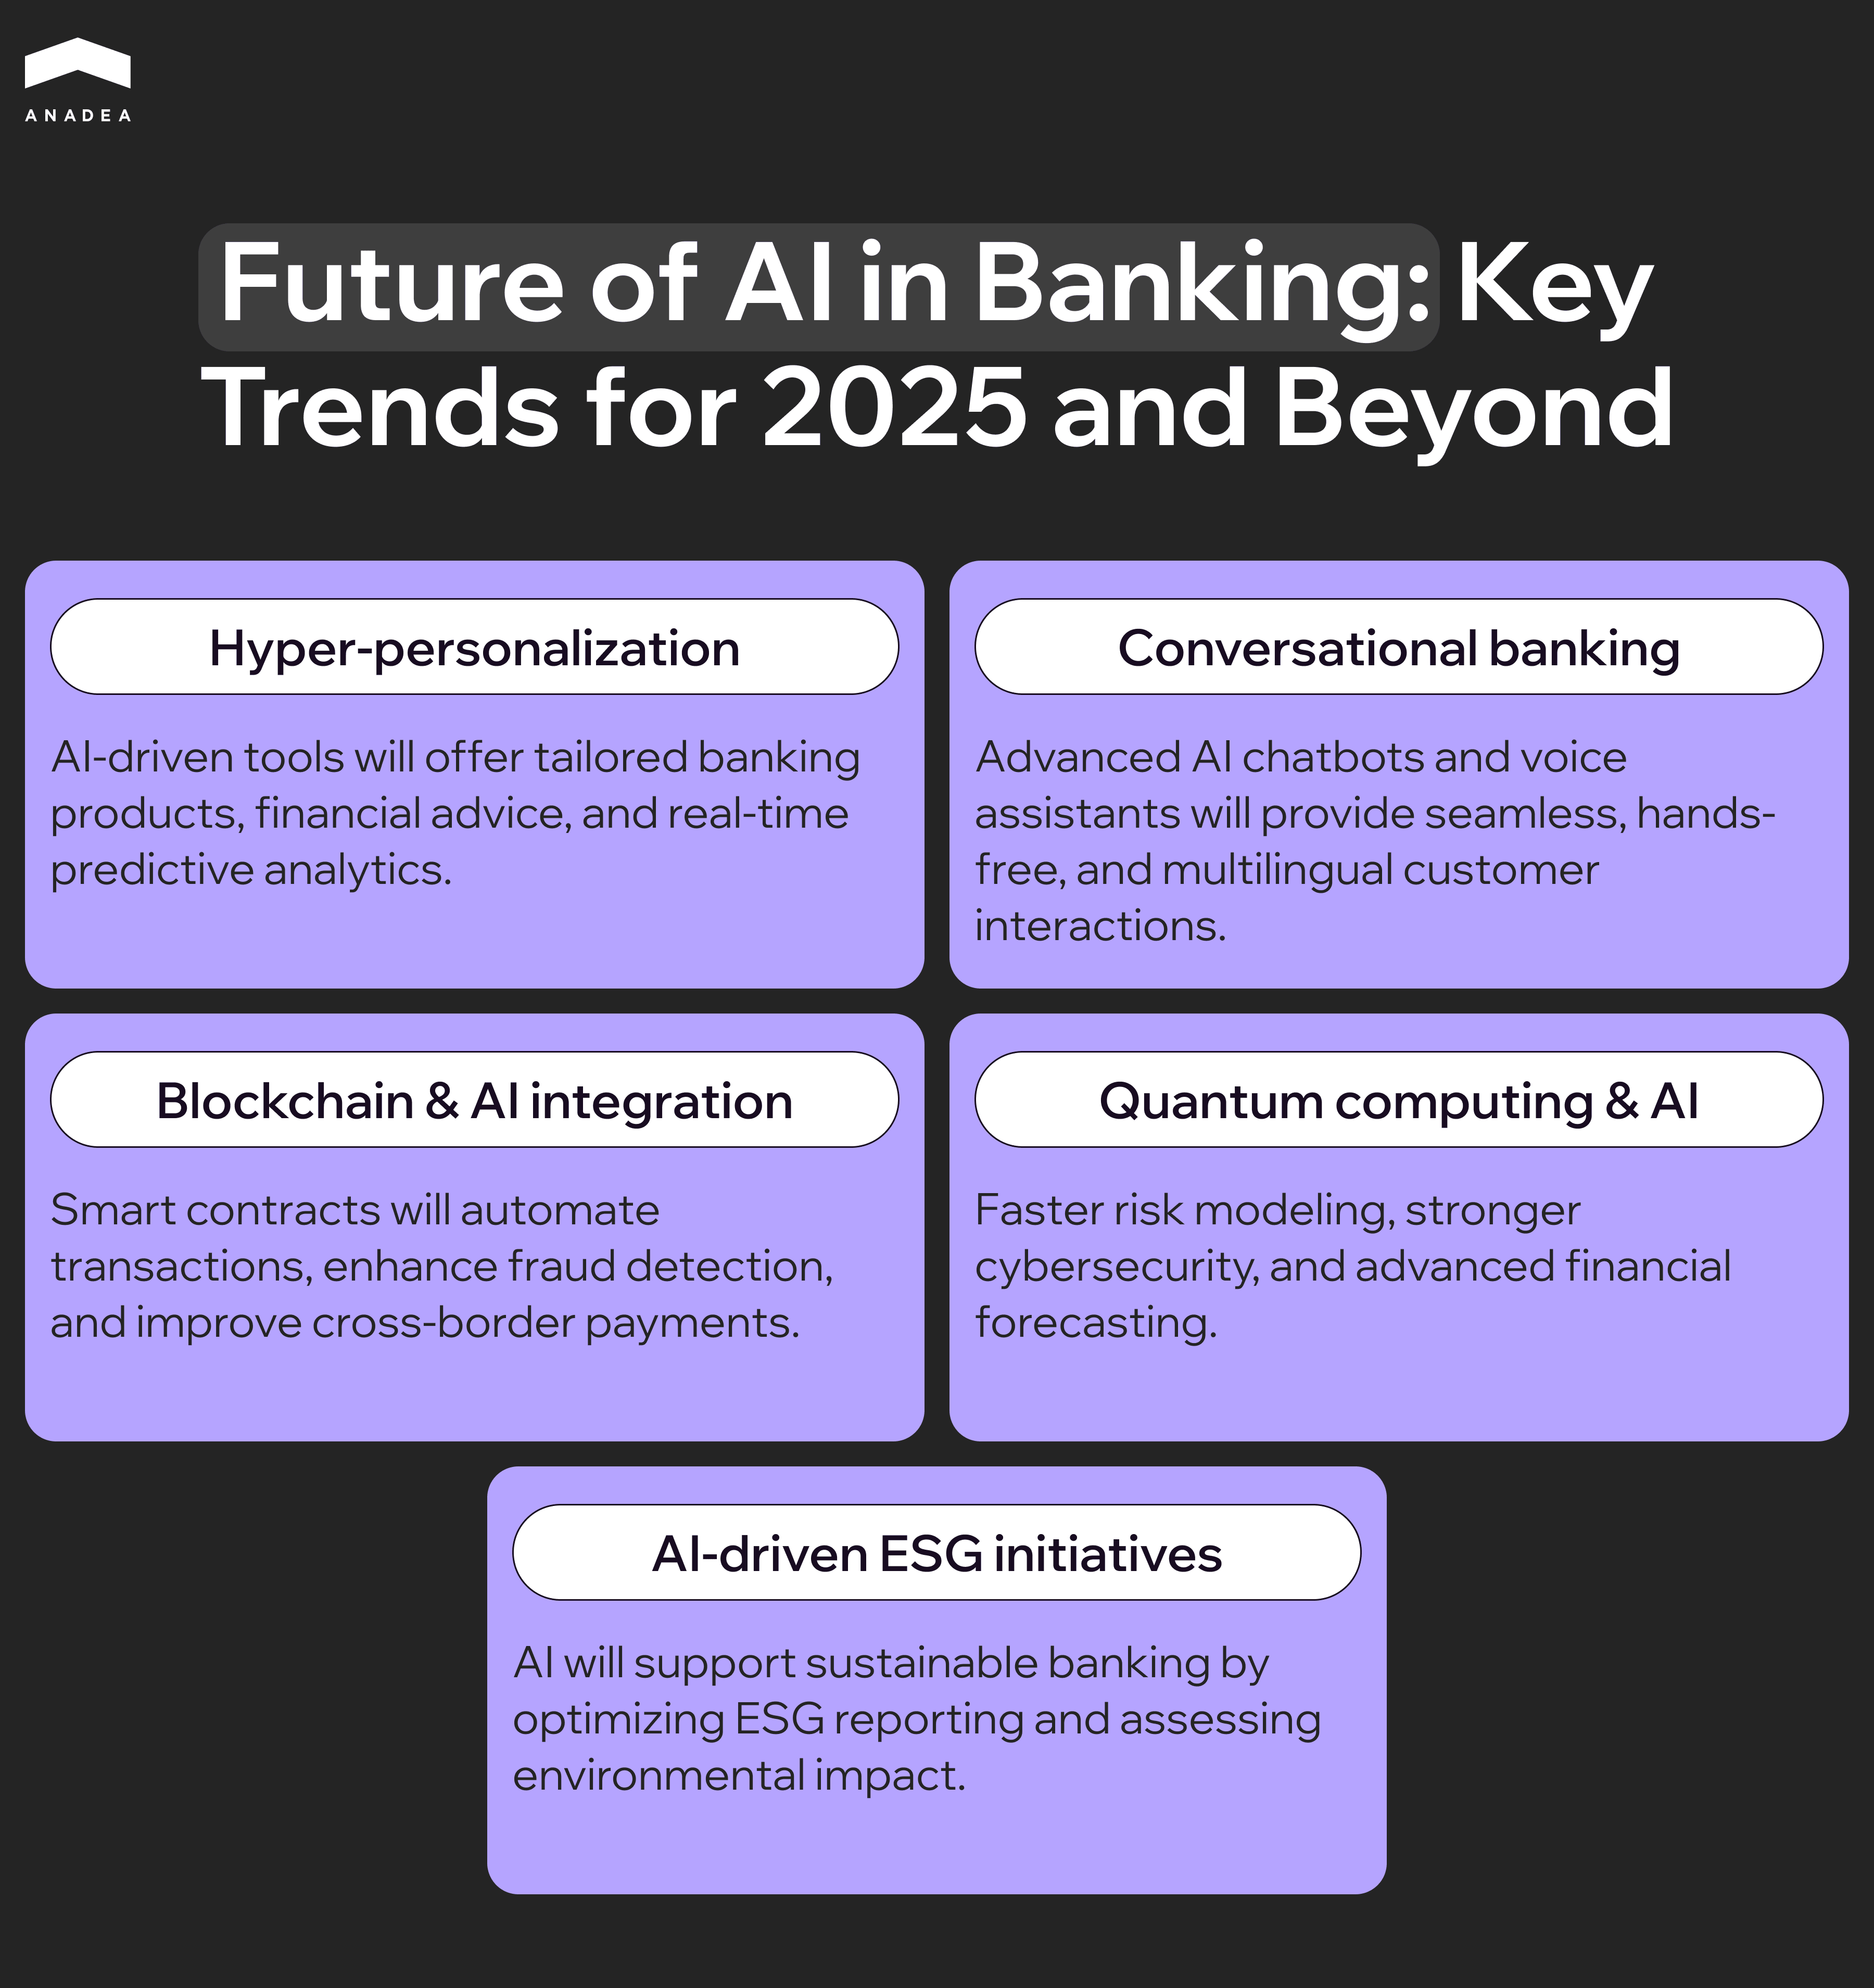 ANADEA
Future of AI in Banking: Key
Trends for 2025 and Beyond
Hyper-personalization
AI-driven tools will offer tailored banking
products, financial advice, and real-time
predictive analytics.
Conversational banking
Advanced AI chatbots and voice
assistants will provide seamless, hands-
free, and multilingual customer
interactions.
Blockchain & AI integration
Smart contracts will automate
transactions, enhance fraud detection,
and improve cross-border payments.
Quantum computing & AI
Faster risk modeling, stronger
cybersecurity, and advanced financial
forecasting.
AI-driven ESG initiatives
AI will support sustainable banking by
optimizing ESG reporting and assessing
environmental impact.